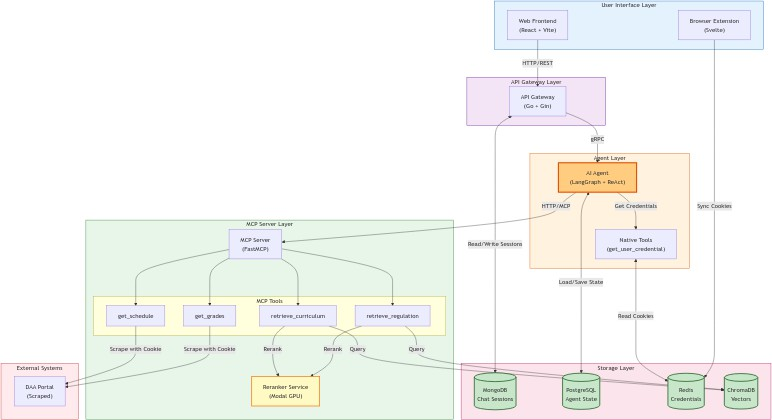 User Interface Layer
Web Frontend
(React + Vite)
Browser Extension
(Svelte)
HTTP/REST
API Gateway Layer
API Gateway
(Go + Gin)
gRPC
Agent Layer
AI Agent
(LangGraph + ReAct)
HTTP/MCP
Get Credentials
Sync Cookies
MCP Server Layer
MCP Server
(FastMCP)
Native Tools
(get_user_credential)
Read/Write Sessions
Load/Save State
MCP Tools
get_schedule
get_grades
retrieve_curriculum
retrieve_regulation
Read Cookies
Scrape with Cookie
Scrape with Cookie
Rerank
Rerank
Query
Query
External Systems
Storage Layer
DAA Portal
(Scraped)
Reranker Service
(Modal GPU)
MongoDB
Chat Sessions
PostgreSQL
Agent State
Redis
Credentials
ChromaDB
Vectors